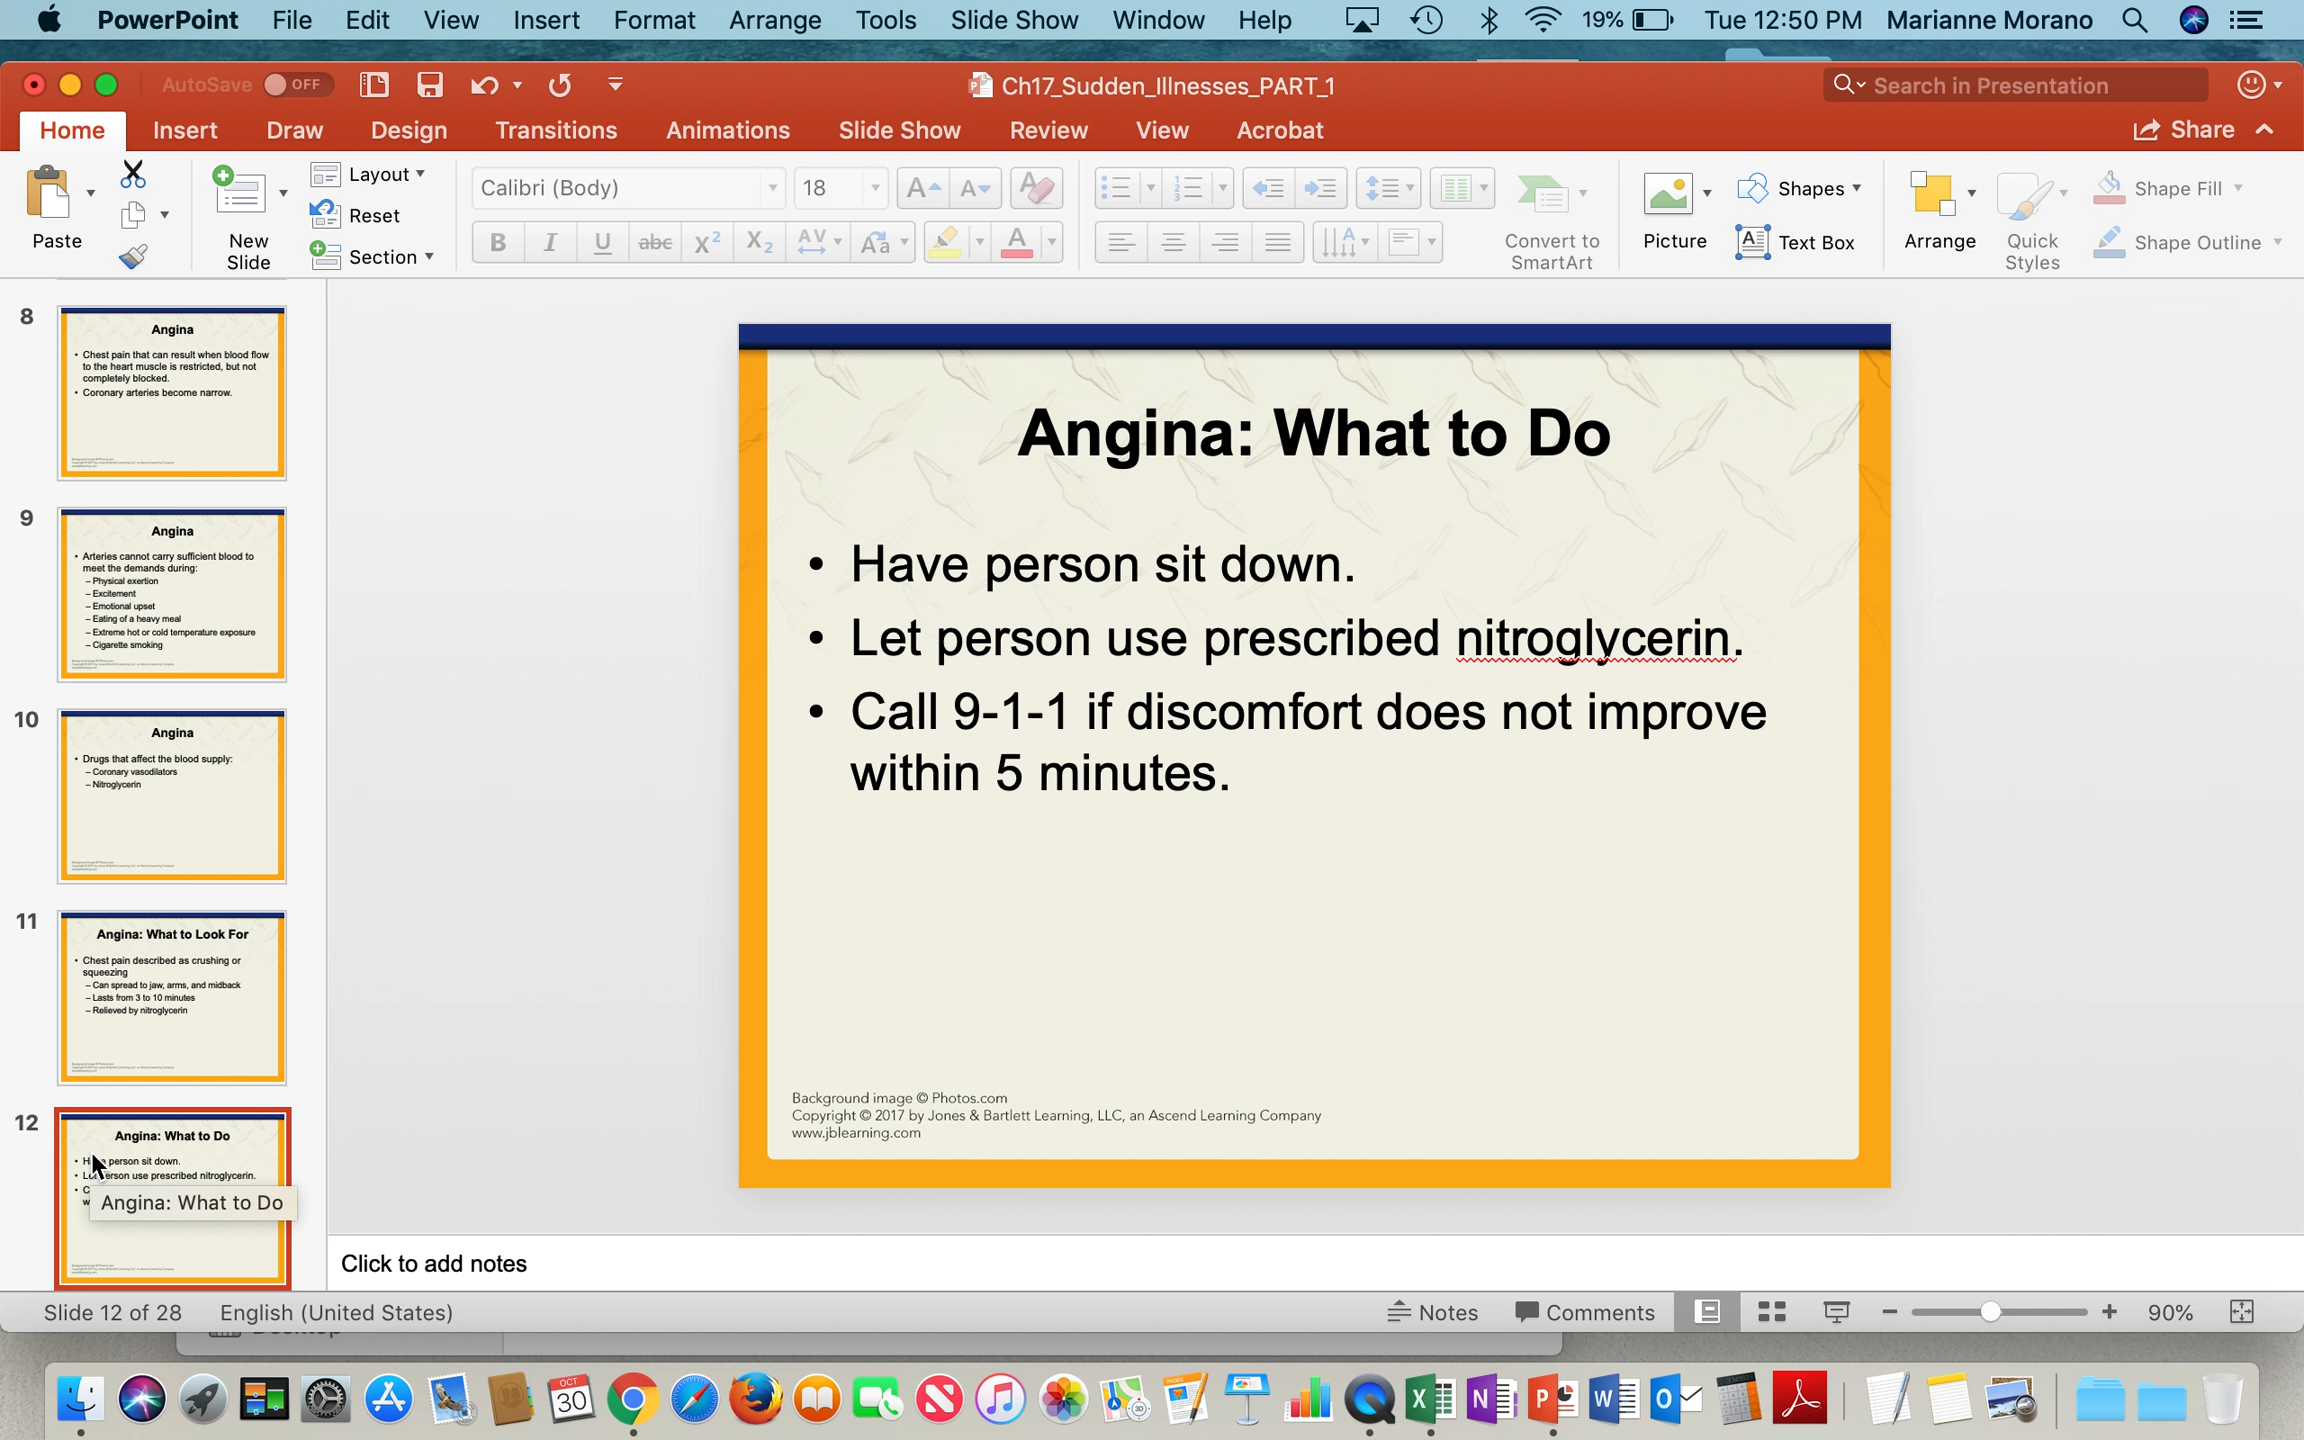 PowerPoint File Edit View Insert Format Arrange Tools Slide Show Window Help 19% Tue 12:50 PM Marianne Morano
AutoSave OFF Ch17_Sudden_Illnesses_PART_1 Search in Presentation
Home Insert Draw Design Transitions Animations Slide Show Review View Acrobat Share
Paste
New
Slide
Layout
Reset
Section
Calibri (Body) 18
Convert to
SmartArt
Picture
Shapes
Text Box
Arrange
Quick
Styles
Shape Fill
Shape Outline
8
Angina
• Chest pain that can result when blood flow
to the heart muscle is restricted, but not
completely blocked.
• Coronary arteries become narrow.
9
Angina
• Arteries cannot carry sufficient blood to
meet the demands during:
– Physical exertion
– Excitement
– Emotional upset
– Eating of a heavy meal
– Extreme hot or cold temperature exposure
– Cigarette smoking
10
Angina
• Drugs that affect the blood supply:
– Coronary vasodilators
– Nitroglycerin
11
Angina: What to Look For
• Chest pain described as crushing or
squeezing
– Can spread to jaw, arms, and midback
– Lasts from 3 to 10 minutes
– Relieved by nitroglycerin
12
Angina: What to Do
person sit down.
person use prescribed nitroglycerin.
Angina: What to Do
Angina: What to Do
• Have person sit down.
• Let person use prescribed nitroglycerin.
• Call 9-1-1 if discomfort does not improve
within 5 minutes.
Background image © Photos.com
Copyright © 2017 by Jones & Bartlett Learning, LLC, an Ascend Learning Company
www.jblearning.com
Click to add notes
Slide 12 of 28 English (United States) Notes Comments 90%
OCT
30